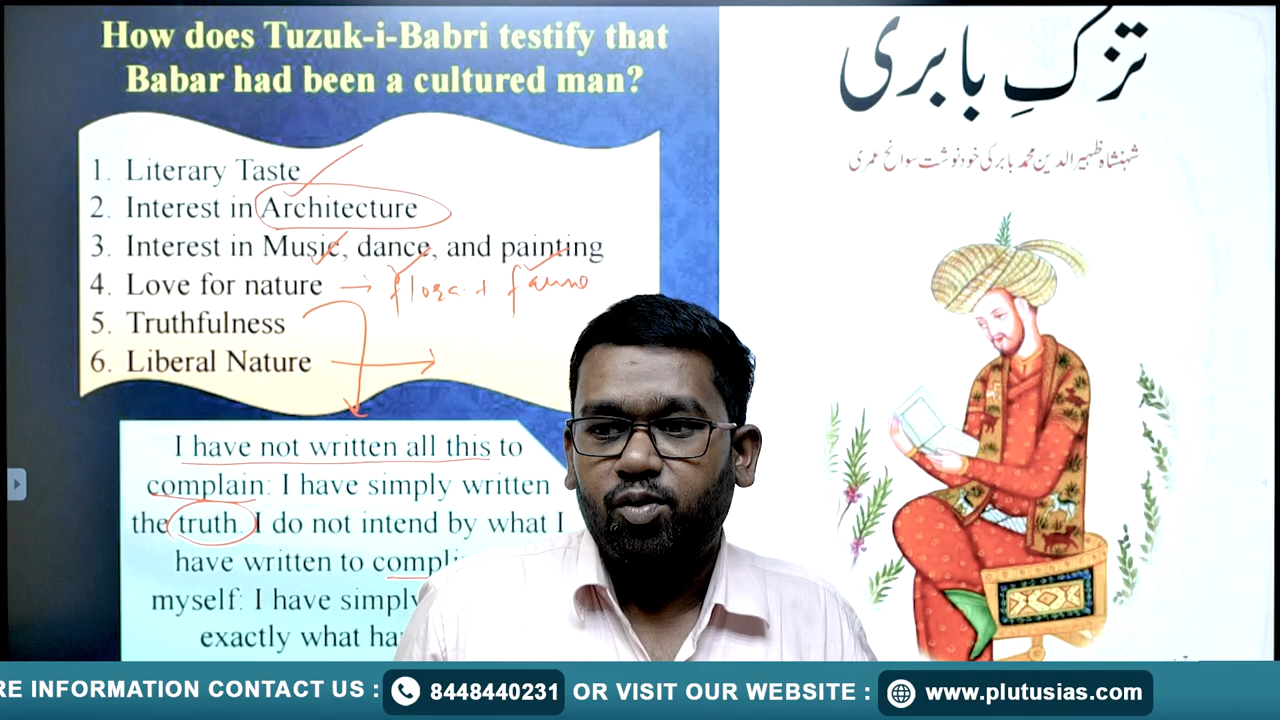 How does Tuzuk-i-Babri testify that
Babar had been a cultured man?
1. Literary Taste
2. Interest in Architecture
3. Interest in Music, dance, and painting
4. Love for nature → flora + fauna
5. Truthfulness
6. Liberal Nature
I have not written all this to
complain: I have simply written
the truth. I do not intend by what I
have written to compli
myself: I have simply
exactly what ha
تزکِ بابری
شہنشاہ ظہیر الدین محمد بابر کی خود نوشت سوانح عمری
RE INFORMATION CONTACT US : 8448440231 OR VISIT OUR WEBSITE : www.plutusias.com